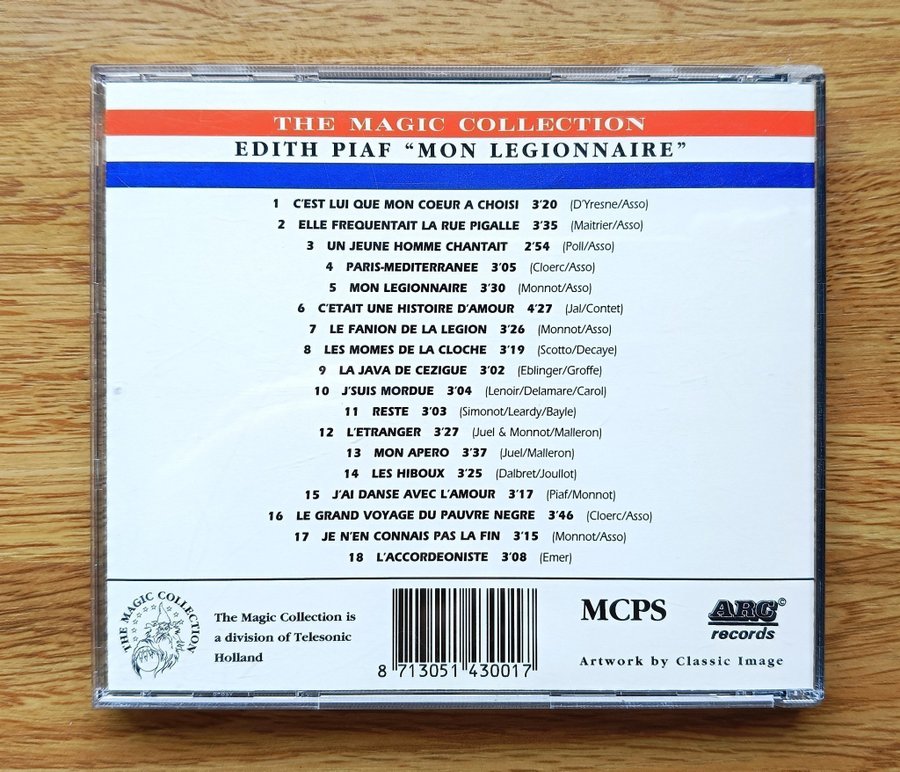 THE MAGIC COLLECTION
EDITH PIAF “MON LEGIONNAIRE”
1 C'EST LUI QUE MON COEUR A CHOISI 3'20 (D'Yresne/Asso)
2 ELLE FREQUENTAIT LA RUE PIGALLE 3'35 (Maitrier/Asso)
3 UN JEUNE HOMME CHANTAIT 2'54 (Poll/Asso)
4 PARIS-MEDITERRANEE 3'05 (Cloerc/Asso)
5 MON LEGIONNAIRE 3'30 (Monnot/Asso)
6 C'ETAIT UNE HISTOIRE D'AMOUR 4'27 (Jal/Contet)
7 LE FANION DE LA LEGION 3'26 (Monnot/Asso)
8 LES MOMES DE LA CLOCHE 3'19 (Scotto/Decaye)
9 LA JAVA DE CEZIGUE 3'02 (Eblinger/Groffe)
10 J'SUIS MORDUE 3'04 (Lenoir/Delamare/Carol)
11 RESTE 3'03 (Simonot/Leardy/Bayle)
12 L'ETRANGER 3'27 (Juel & Monnot/Malleron)
13 MON APERO 3'37 (Juel/Malleron)
14 LES HIBOUX 3'25 (Dalbret/Joullot)
15 J'AI DANSE AVEC L'AMOUR 3'17 (Piaf/Monnot)
16 LE GRAND VOYAGE DU PAUVRE NEGRE 3'46 (Cloerc/Asso)
17 JE N'EN CONNAIS PAS LA FIN 3'15 (Monnot/Asso)
18 L'ACCORDEONISTE 3'08 (Emer)
THE MAGIC COLLECTION
The Magic Collection is
a division of Telesonic
Holland
8 713051 430017
MCPS
ARC©
records
Artwork by Classic Image